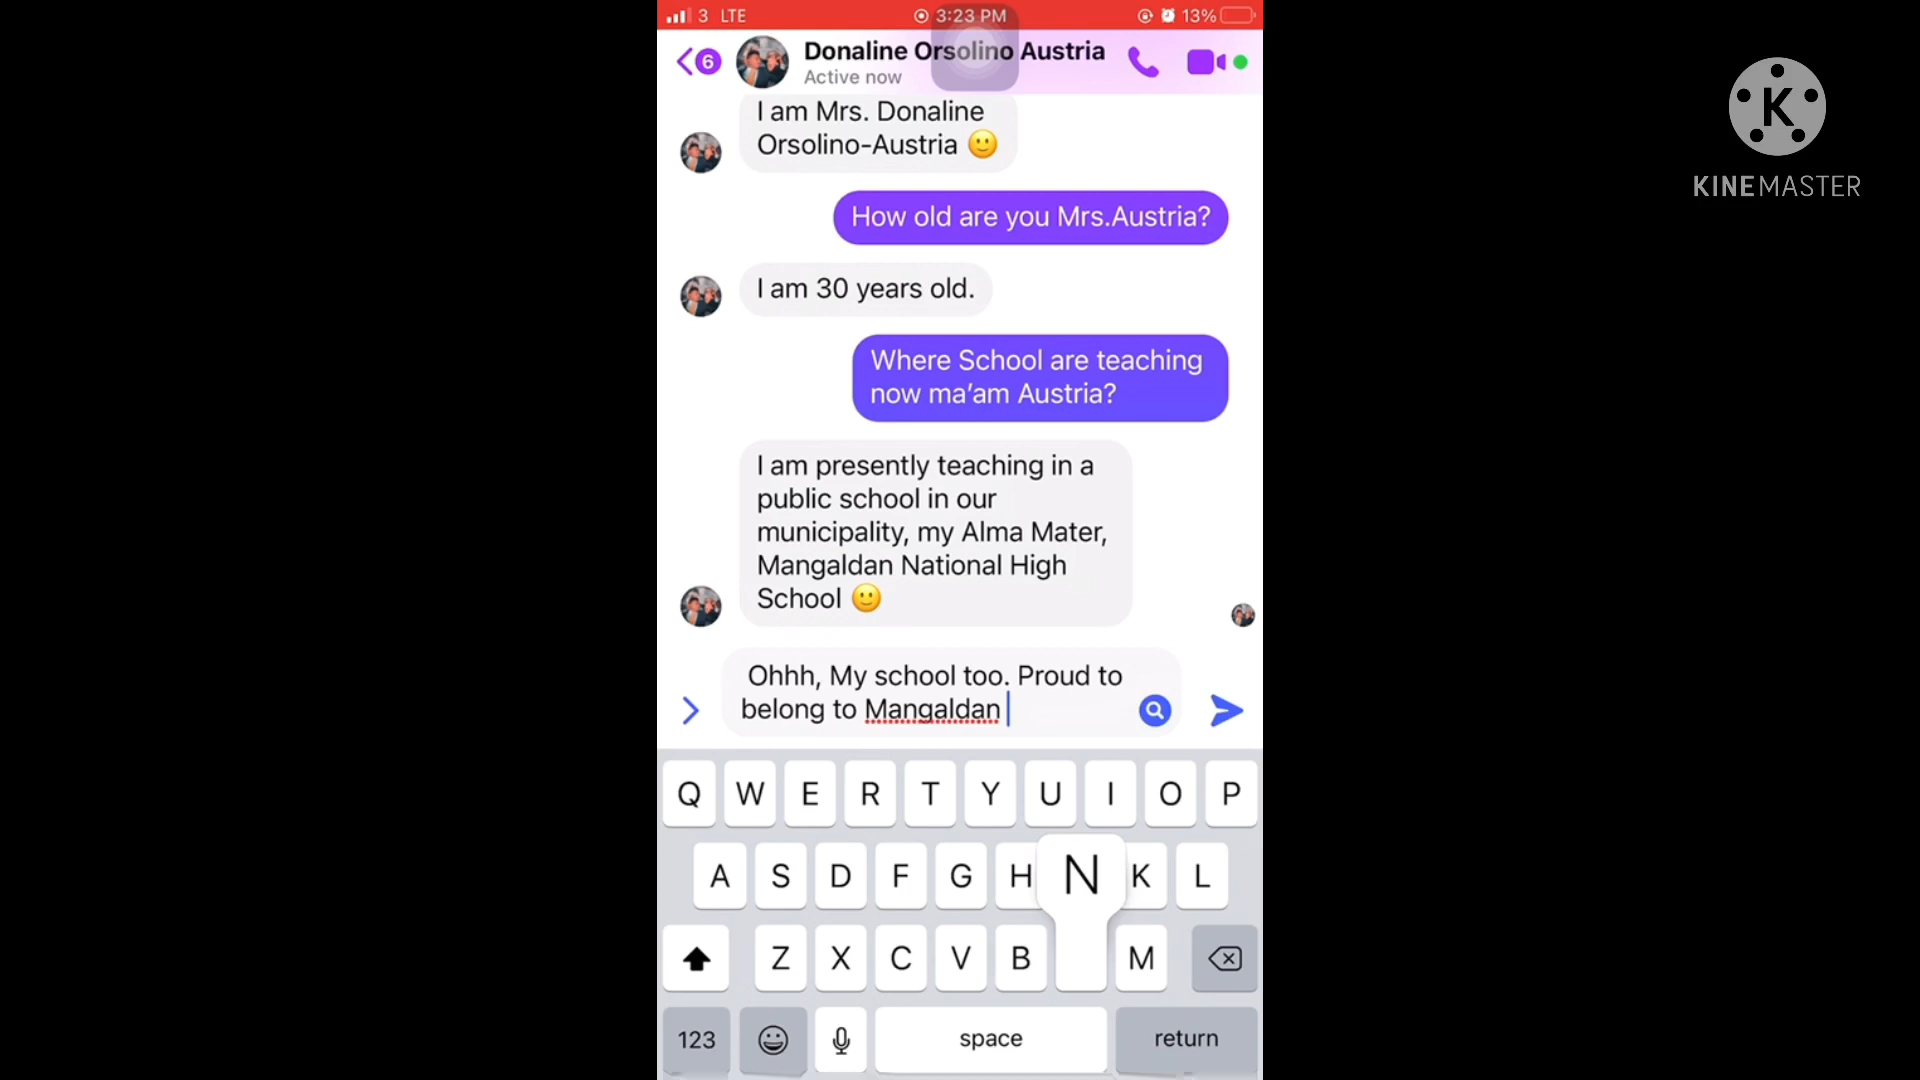 3 LTE 3:23 PM 13%
6 Donaline Orsolino Austria
Active now
I am Mrs. Donaline
Orsolino-Austria 🙂
How old are you Mrs.Austria?
I am 30 years old.
Where School are teaching
now ma'am Austria?
I am presently teaching in a
public school in our
municipality, my Alma Mater,
Mangaldan National High
School 🙂
Ohhh, My school too. Proud to
belong to Mangaldan
Q W E R T Y U I O P
A S D F G H N K L
Z X C V B M
123 space return
K
KINEMASTER